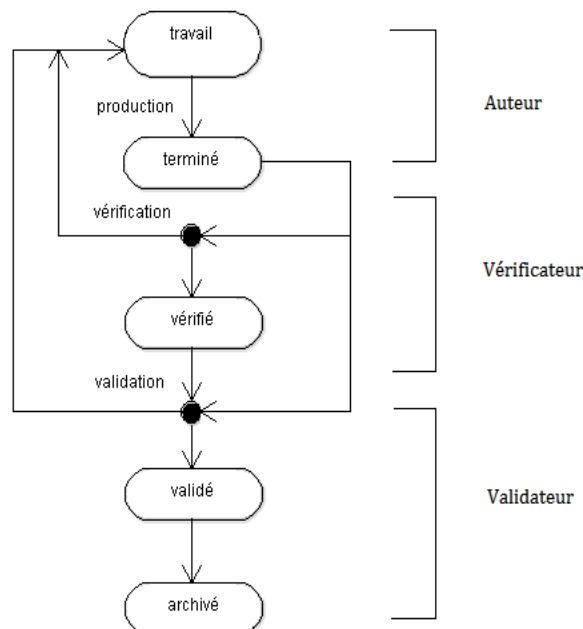 travail
production
Auteur
terminé
vérification
Vérificateur
vérifié
validation
validé
Validateur
archivé